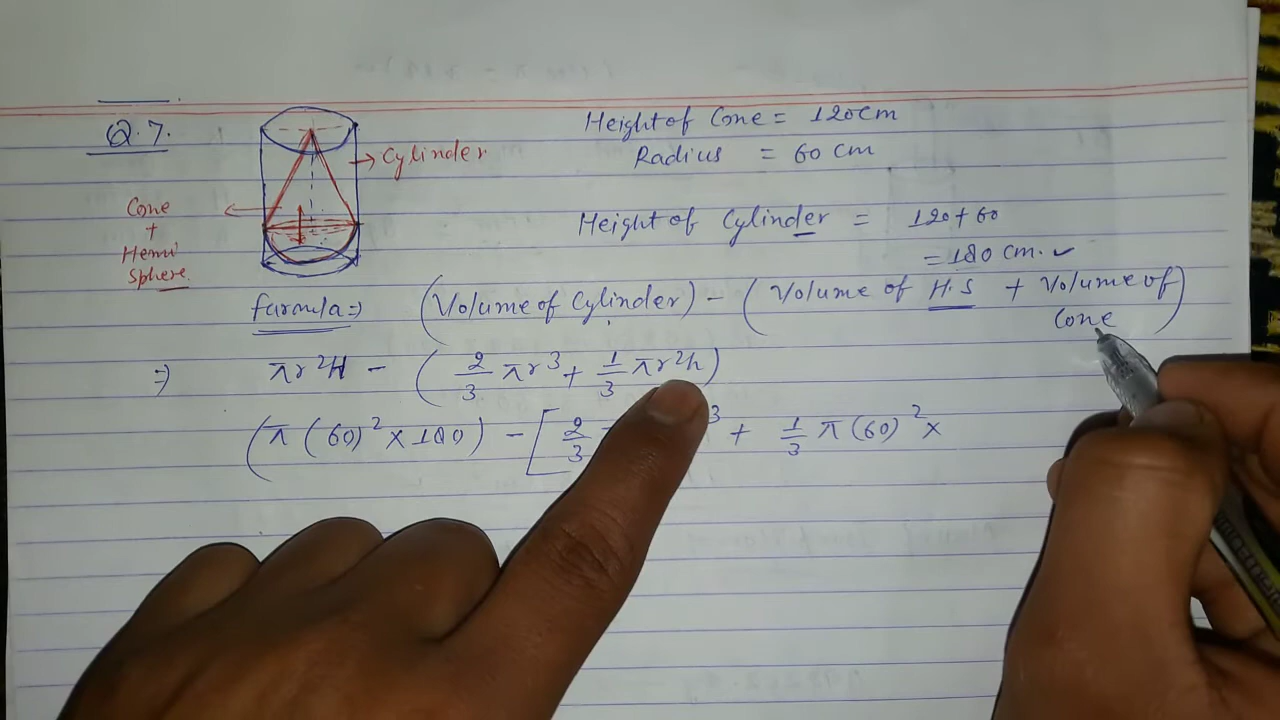 Q.7.
Height of Cone = 120cm
Radius = 60 cm
→ Cylinder
Cone
+
Hemi
Sphere.
Height of Cylinder = 120+60
= 180 cm. ✓
Farmula⇒ (Volume of Cylinder) - (Volume of H.S + Volume of
Cone)
⇒ πr²H - (2/3 πr³ + 1/3 πr²h)
(π(60)²×180) - [2/3 ³ + 1/3 π(60)²×